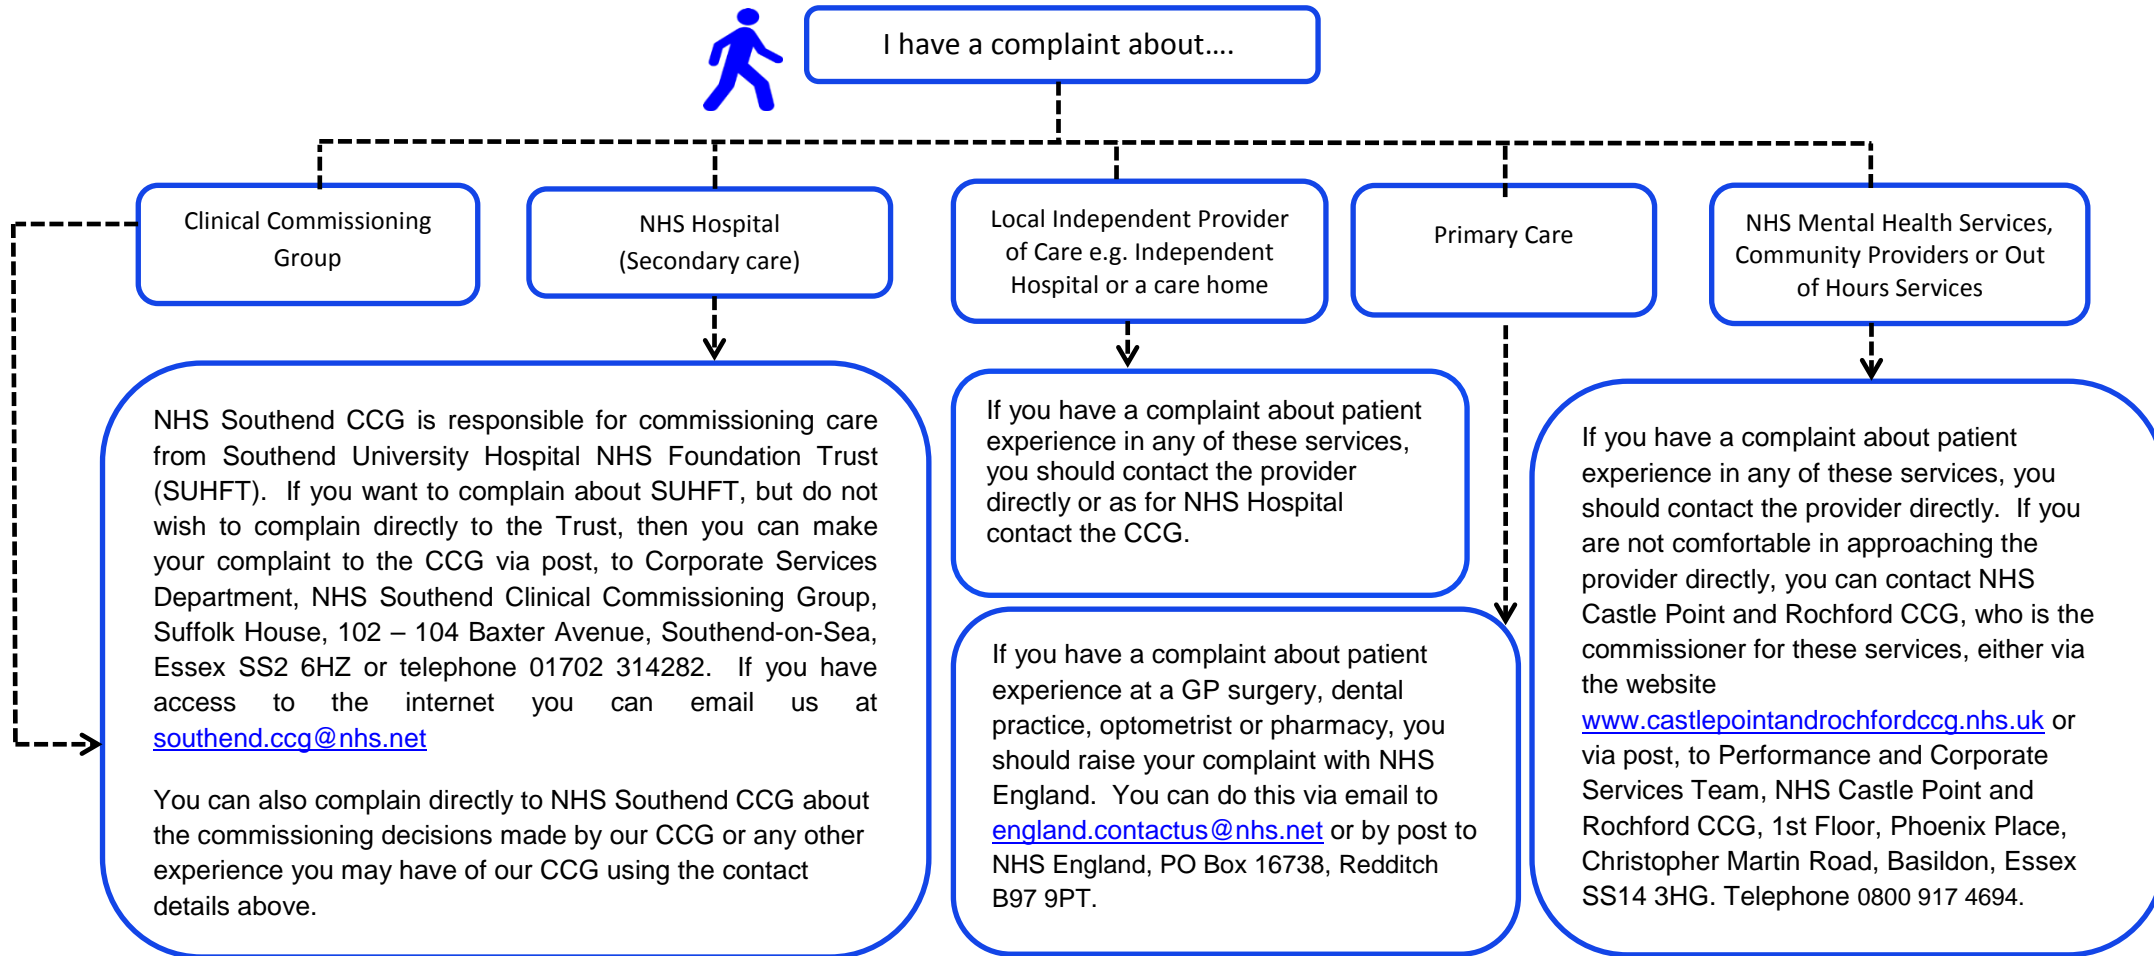 I have a complaint about....
Clinical Commissioning
Group
NHS Hospital
(Secondary care)
Local Independent Provider
of Care e.g. Independent
Hospital or a care home
Primary Care
NHS Mental Health Services,
Community Providers or Out
of Hours Services
NHS Southend CCG is responsible for commissioning care
from Southend University Hospital NHS Foundation Trust
(SUHFT). If you want to complain about SUHFT, but do not
wish to complain directly to the Trust, then you can make
your complaint to the CCG via post, to Corporate Services
Department, NHS Southend Clinical Commissioning Group,
Suffolk House, 102 – 104 Baxter Avenue, Southend-on-Sea,
Essex SS2 6HZ or telephone 01702 314282. If you have
access to the internet you can email us at
southend.ccg@nhs.net
You can also complain directly to NHS Southend CCG about
the commissioning decisions made by our CCG or any other
experience you may have of our CCG using the contact
details above.
If you have a complaint about patient
experience in any of these services,
you should contact the provider
directly or as for NHS Hospital
contact the CCG.
If you have a complaint about patient
experience at a GP surgery, dental
practice, optometrist or pharmacy, you
should raise your complaint with NHS
England. You can do this via email to
england.contactus@nhs.net or by post to
NHS England, PO Box 16738, Redditch
B97 9PT.
If you have a complaint about patient
experience in any of these services, you
should contact the provider directly. If you
are not comfortable in approaching the
provider directly, you can contact NHS
Castle Point and Rochford CCG, who is the
commissioner for these services, either via
the website
www.castlepointandrochfordccg.nhs.uk or
via post, to Performance and Corporate
Services Team, NHS Castle Point and
Rochford CCG, 1st Floor, Phoenix Place,
Christopher Martin Road, Basildon, Essex
SS14 3HG. Telephone 0800 917 4694.